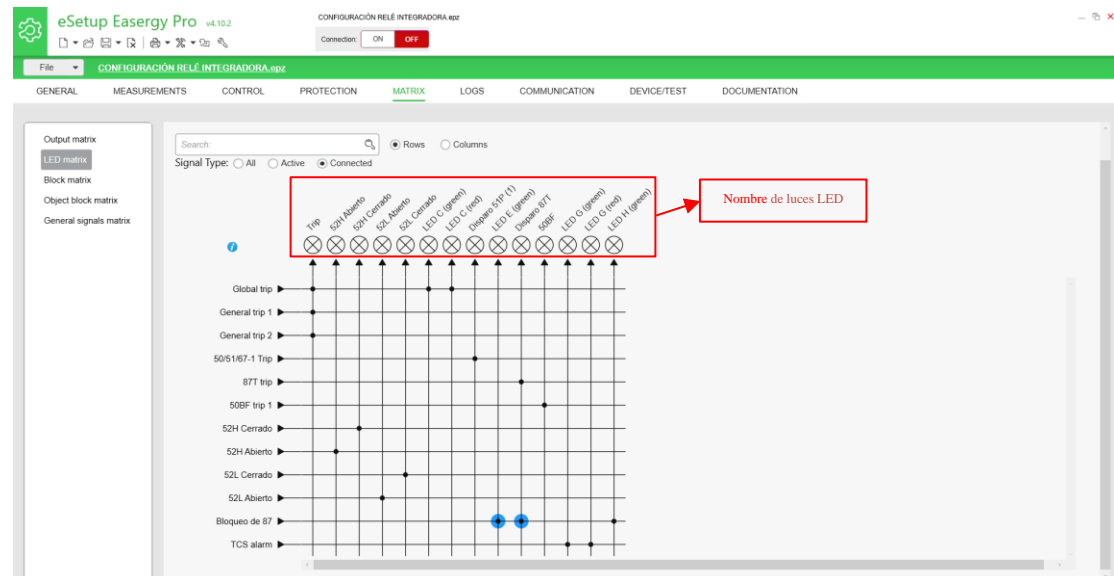 eSetup Easergy Pro v4.10.2
CONFIGURACIÓN RELÉ INTEGRADORA.epz
Connection: ON OFF
File CONFIGURACIÓN RELÉ INTEGRADORA.epz
GENERAL MEASUREMENTS CONTROL PROTECTION MATRIX LOGS COMMUNICATION DEVICE/TEST DOCUMENTATION
Output matrix
LED matrix
Block matrix
Object block matrix
General signals matrix
Search:
Rows Columns
Signal Type: All Active Connected
Trip
52H Abierto
52H Cerrado
52L Abierto
52L Cerrado
LED C (green)
LED C (red)
Disparo 51P (1)
LED E (green)
Disparo 87T
50BF
LED G (green)
LED G (red)
LED H (green)
Nombre de luces LED
Global trip
General trip 1
General trip 2
50/51/67-1 Trip
87T trip
50BF trip 1
52H Cerrado
52H Abierto
52L Cerrado
52L Abierto
Bloqueo de 87
TCS alarm